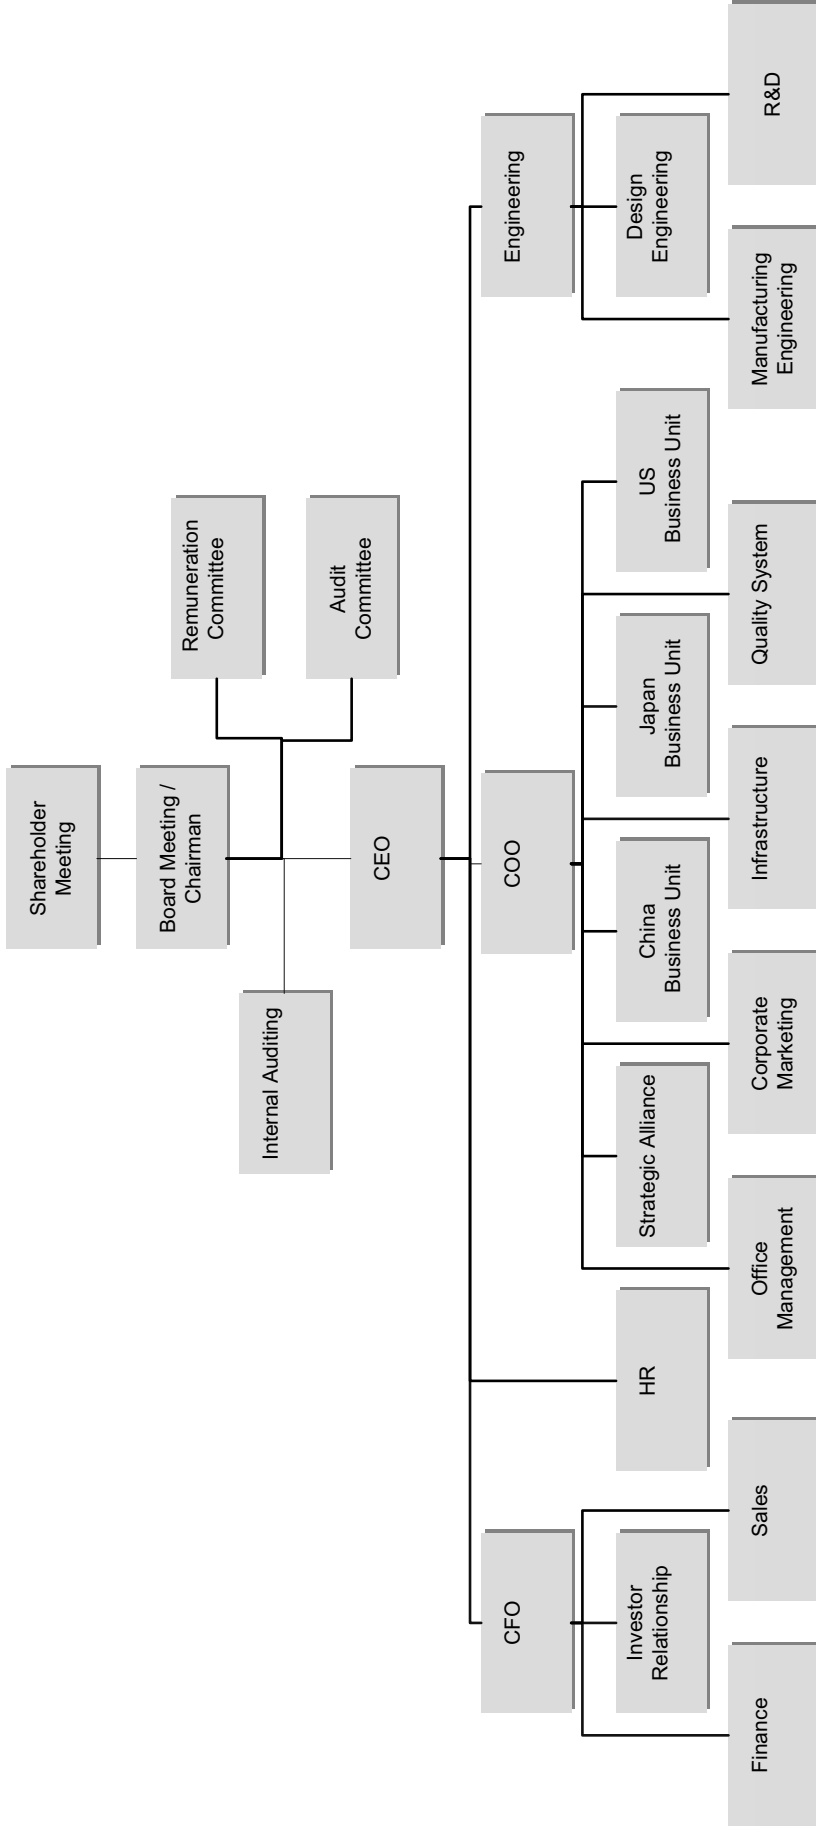 Shareholder
Meeting
Board Meeting /
Chairman
Remuneration
Committee
Audit
Committee
Internal Auditing
CEO
CFO
COO
Engineering
Investor
Relationship
HR
Strategic Alliance
China
Business Unit
Japan
Business Unit
US
Business Unit
Design
Engineering
Finance
Sales
Office
Management
Corporate
Marketing
Infrastructure
Quality System
Manufacturing
Engineering
R&D